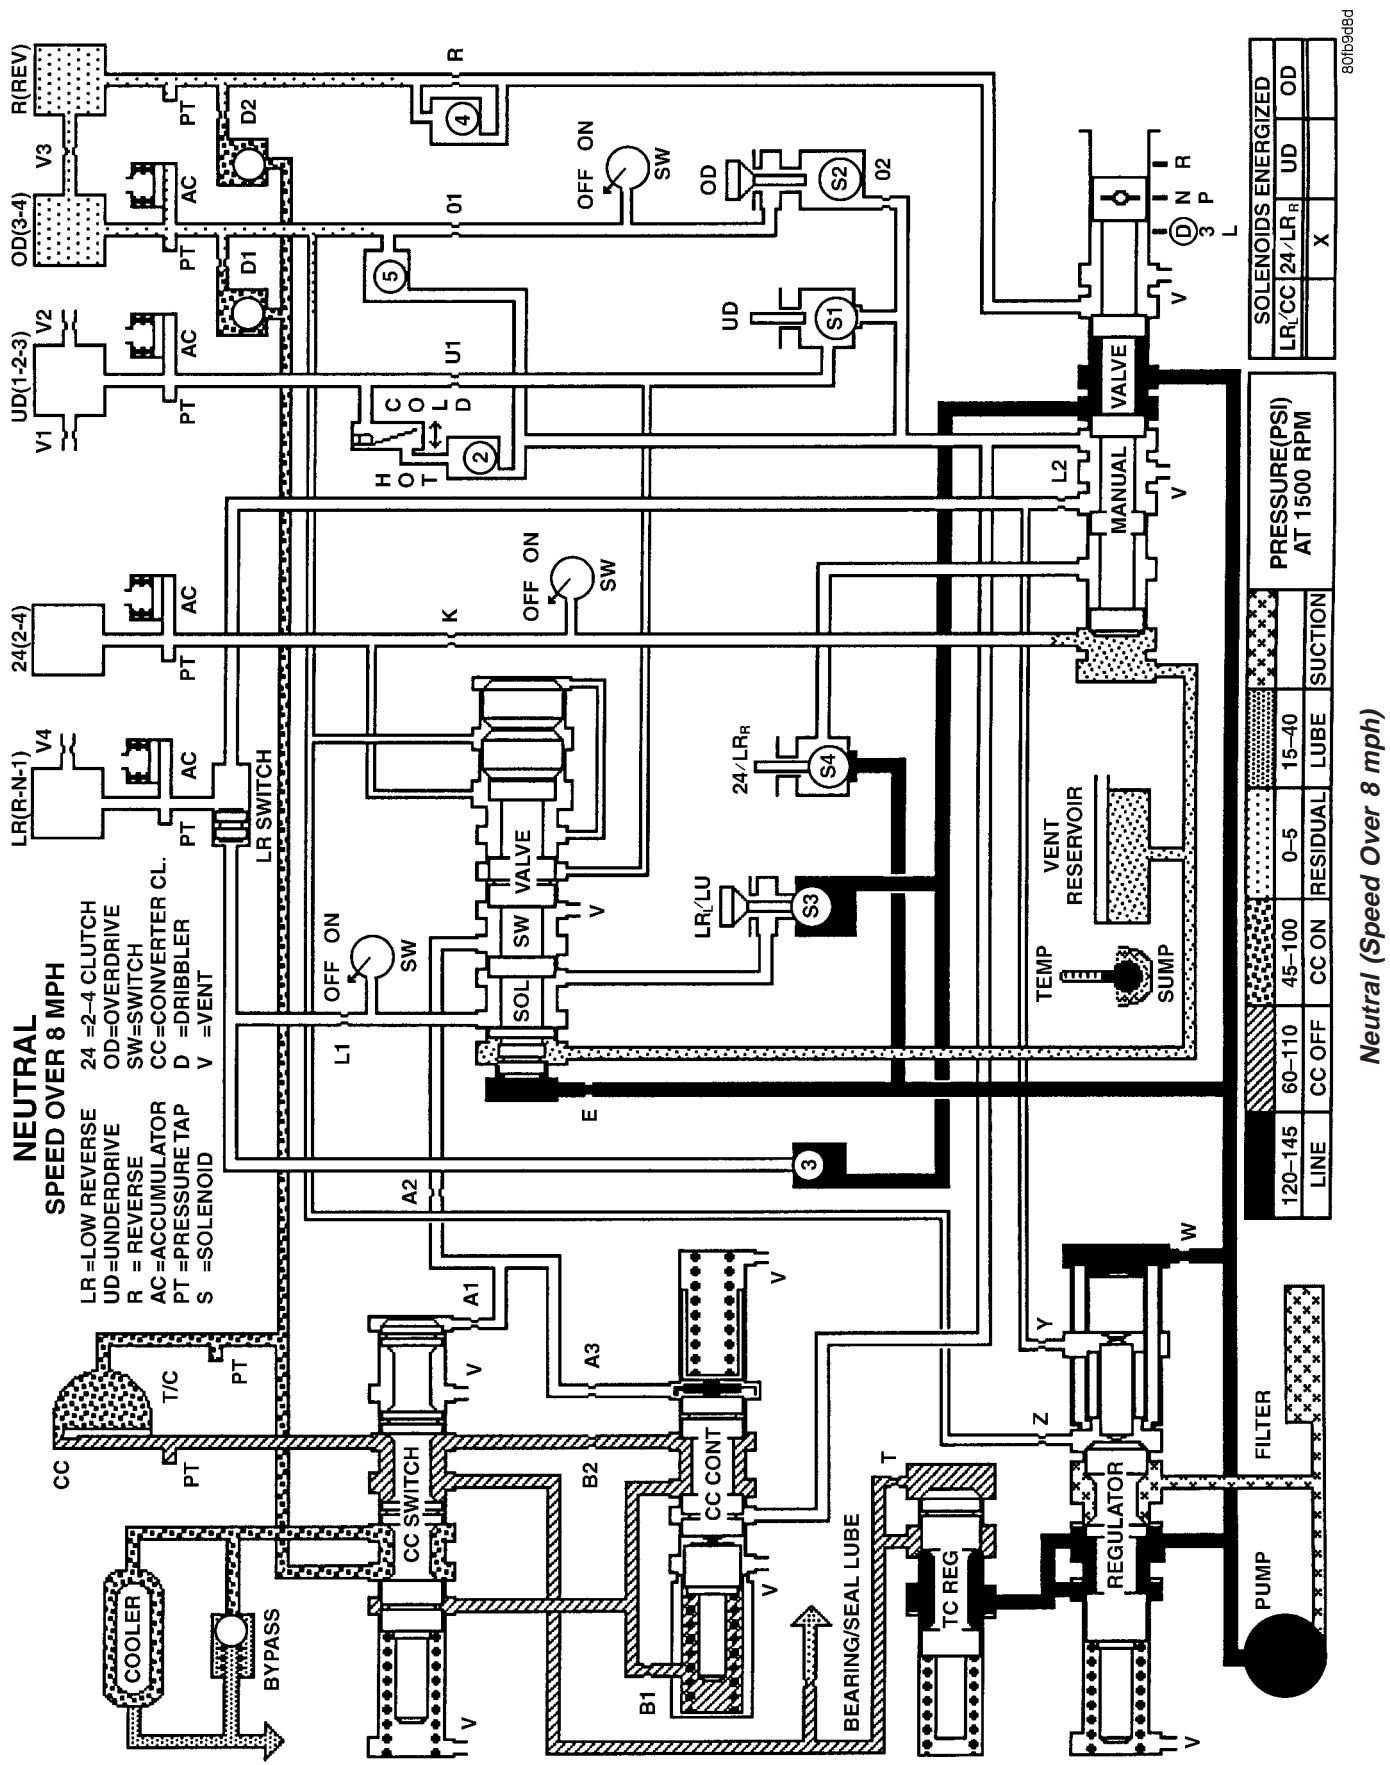 NEUTRAL
SPEED OVER 8 MPH
LR =LOW REVERSE
UD=UNDERDRIVE
R = REVERSE
AC=ACCUMULATOR
PT =PRESSURE TAP
S =SOLENOID
24 =2–4 CLUTCH
OD=OVERDRIVE
SW=SWITCH
CC=CONVERTER CL.
D =DRIBBLER
V =VENT
LR(R-N-1)
V4
24(2-4)
UD(1-2-3)
V1
V2
OD(3-4)
V3
R(REV)
PT
AC
PT
AC
PT
AC
PT
AC
PT
D1
D2
LR SWITCH
COOLER
BYPASS
CC
PT
T/C
PT
CC SWITCH
V
V
A1
A2
A3
B1
B2
CC CONT
V
V
BEARING/SEAL LUBE
T
TC REG
REGULATOR
V
Z
Y
W
PUMP
FILTER
L1
OFF ON
SW
SOL SW VALVE
V
E
3
LRL/LU
S3
24/LRR
S4
K
OFF ON
SW
HOT
COLD
2
U1
5
UD
S1
01
OFF ON
SW
OD
S2
02
4
R
TEMP
SUMP
VENT
RESERVOIR
MANUAL VALVE
L2
V
V
D N R
3 P
L
120–145 60–110 45–100 0–5 15–40
LINE CC OFF CC ON RESIDUAL LUBE SUCTION
PRESSURE(PSI)
AT 1500 RPM
SOLENOIDS ENERGIZED
LRL/CC 24/LRR UD OD
X
80fb9d8d
Neutral (Speed Over 8 mph)